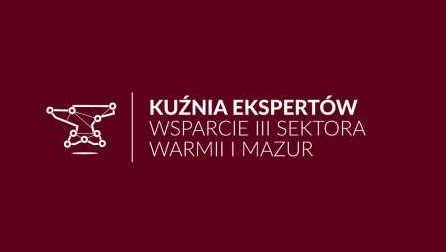 KUŹNIA EKSPERTÓW
WSPARCIE III SEKTORA
WARMII I MAZUR